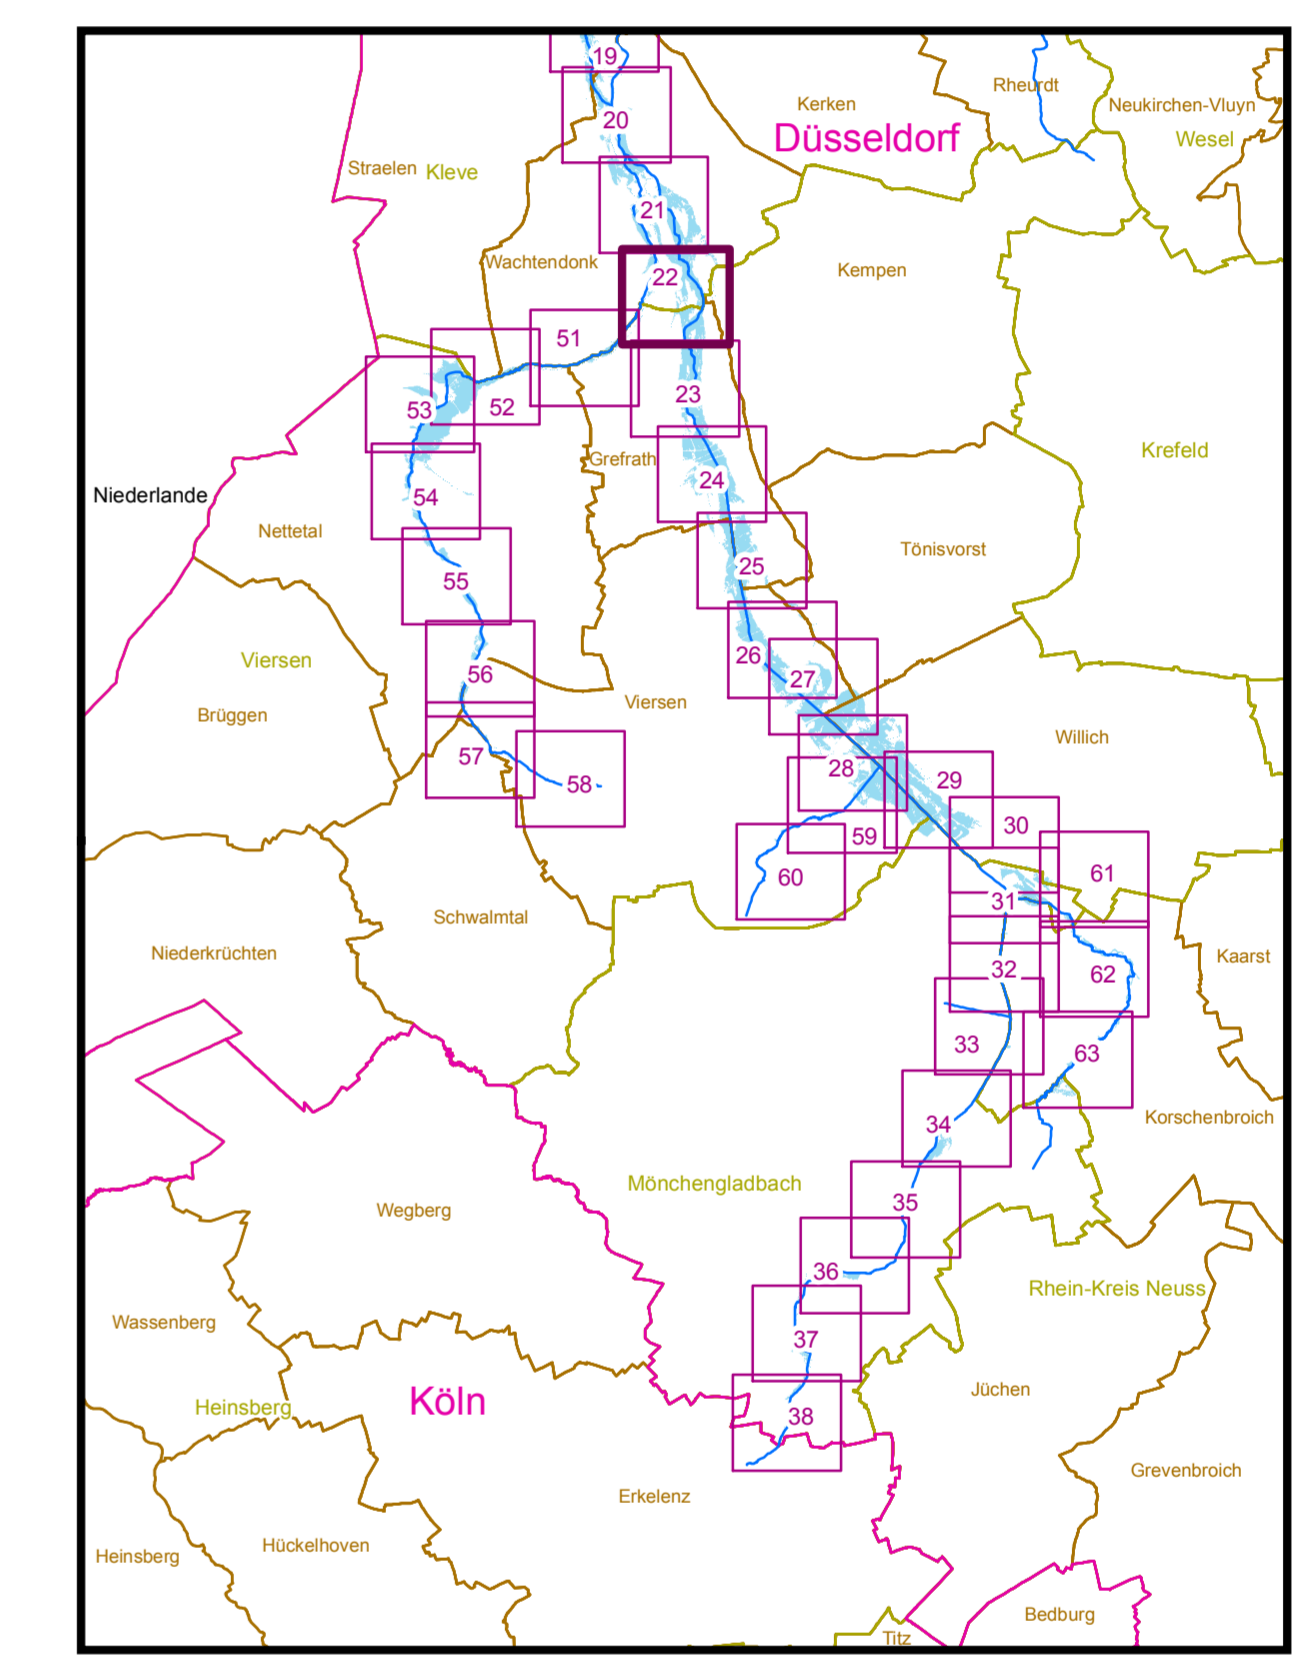 19
Rheurdt
Kerken
Neukirchen-Vluyn
20
Düsseldorf
Wesel
Straelen
Kleve
21
Wachtendonk
22
Kempen
51
23
53
52
Krefeld
Grefrath
24
Niederlande
54
Nettetal
Tönisvorst
25
55
26
Viersen
56
27
Viersen
Brüggen
Willich
57
28
29
58
30
59
61
60
31
Schwalmtal
Niederkrüchten
Kaarst
32
62
33
63
Korschenbroich
34
Mönchengladbach
35
Wegberg
36
Rhein-Kreis Neuss
Wassenberg
37
Jüchen
Köln
Heinsberg
38
Grevenbroich
Erkelenz
Hückelhoven
Heinsberg
Bedburg
Titz